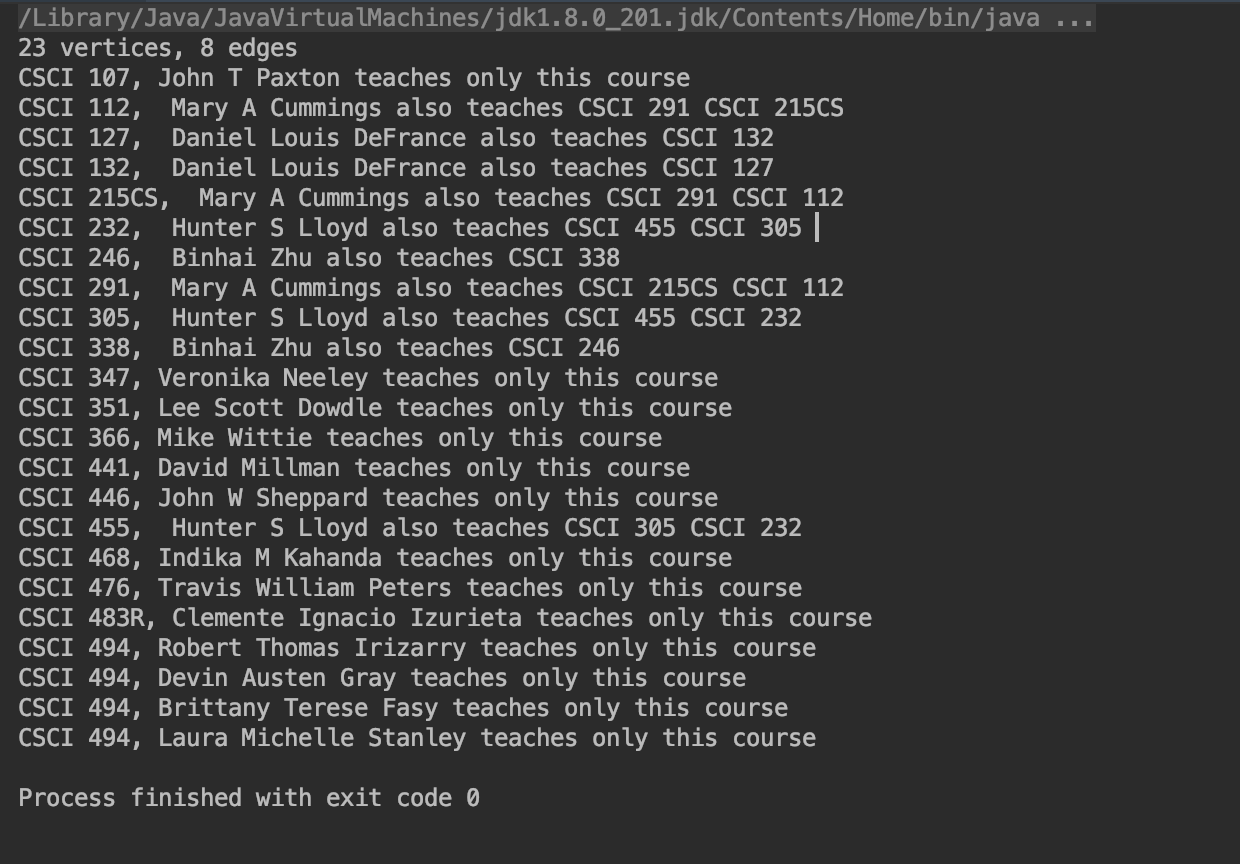 /Library/Java/JavaVirtualMachines/jdk1.8.0_201.jdk/Contents/Home/bin/java ...
23 vertices, 8 edges
CSCI 107, John T Paxton teaches only this course
CSCI 112,  Mary A Cummings also teaches CSCI 291 CSCI 215CS
CSCI 127,  Daniel Louis DeFrance also teaches CSCI 132
CSCI 132,  Daniel Louis DeFrance also teaches CSCI 127
CSCI 215CS,  Mary A Cummings also teaches CSCI 291 CSCI 112
CSCI 232,  Hunter S Lloyd also teaches CSCI 455 CSCI 305
CSCI 246,  Binhai Zhu also teaches CSCI 338
CSCI 291,  Mary A Cummings also teaches CSCI 215CS CSCI 112
CSCI 305,  Hunter S Lloyd also teaches CSCI 455 CSCI 232
CSCI 338,  Binhai Zhu also teaches CSCI 246
CSCI 347, Veronika Neeley teaches only this course
CSCI 351, Lee Scott Dowdle teaches only this course
CSCI 366, Mike Wittie teaches only this course
CSCI 441, David Millman teaches only this course
CSCI 446, John W Sheppard teaches only this course
CSCI 455,  Hunter S Lloyd also teaches CSCI 305 CSCI 232
CSCI 468, Indika M Kahanda teaches only this course
CSCI 476, Travis William Peters teaches only this course
CSCI 483R, Clemente Ignacio Izurieta teaches only this course
CSCI 494, Robert Thomas Irizarry teaches only this course
CSCI 494, Devin Austen Gray teaches only this course
CSCI 494, Brittany Terese Fasy teaches only this course
CSCI 494, Laura Michelle Stanley teaches only this course
Process finished with exit code 0